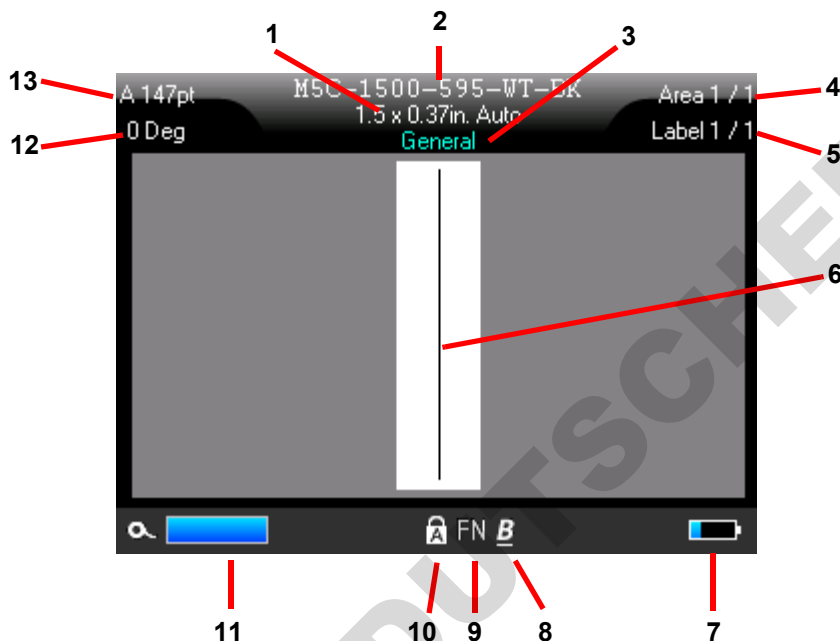 1 2 3
13 A 147pt M5C-1500-595-WT-BK Area 1 / 1 4
1.5 x 0.37in. Auto
12 0 Deg General Label 1 / 1 5
6
A FN B
11 10 9 8 7